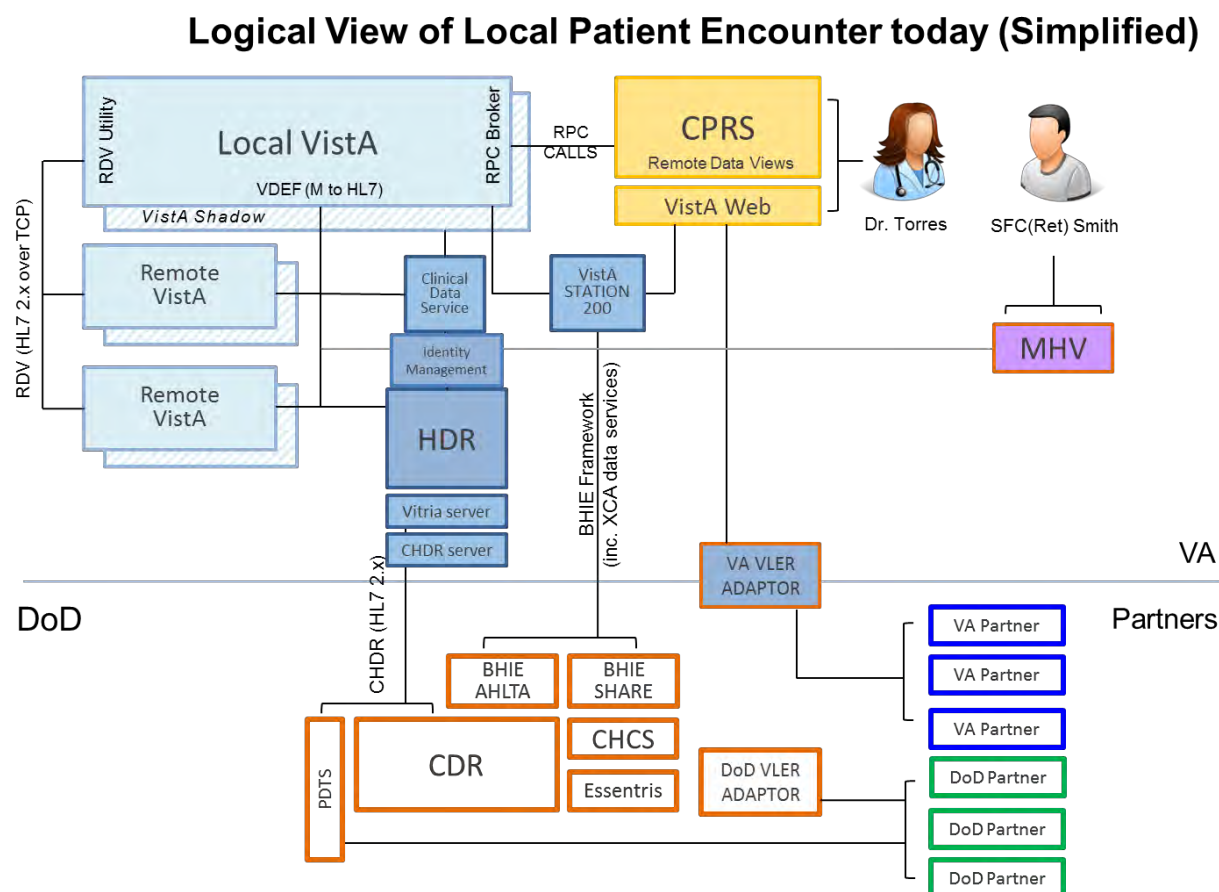 Logical View of Local Patient Encounter today (Simplified)
RDV Utility
Local VistA
RPC Broker
VDEF (M to HL7)
VistA Shadow
RPC
CALLS
CPRS
Remote Data Views
VistA Web
Dr. Torres
SFC(Ret) Smith
RDV (HL7 2.x over TCP)
Remote
VistA
Clinical
Data
Service
VistA
STATION
200
Identity
Management
MHV
Remote
VistA
HDR
BHIE Framework
(inc. XCA data services)
Vitria server
CHDR server
VA VLER
ADAPTOR
VA
DoD
Partners
CHDR (HL7 2.x)
BHIE
AHLTA
BHIE
SHARE
VA Partner
VA Partner
VA Partner
PDTS
CDR
CHCS
Essentris
DoD VLER
ADAPTOR
DoD Partner
DoD Partner
DoD Partner